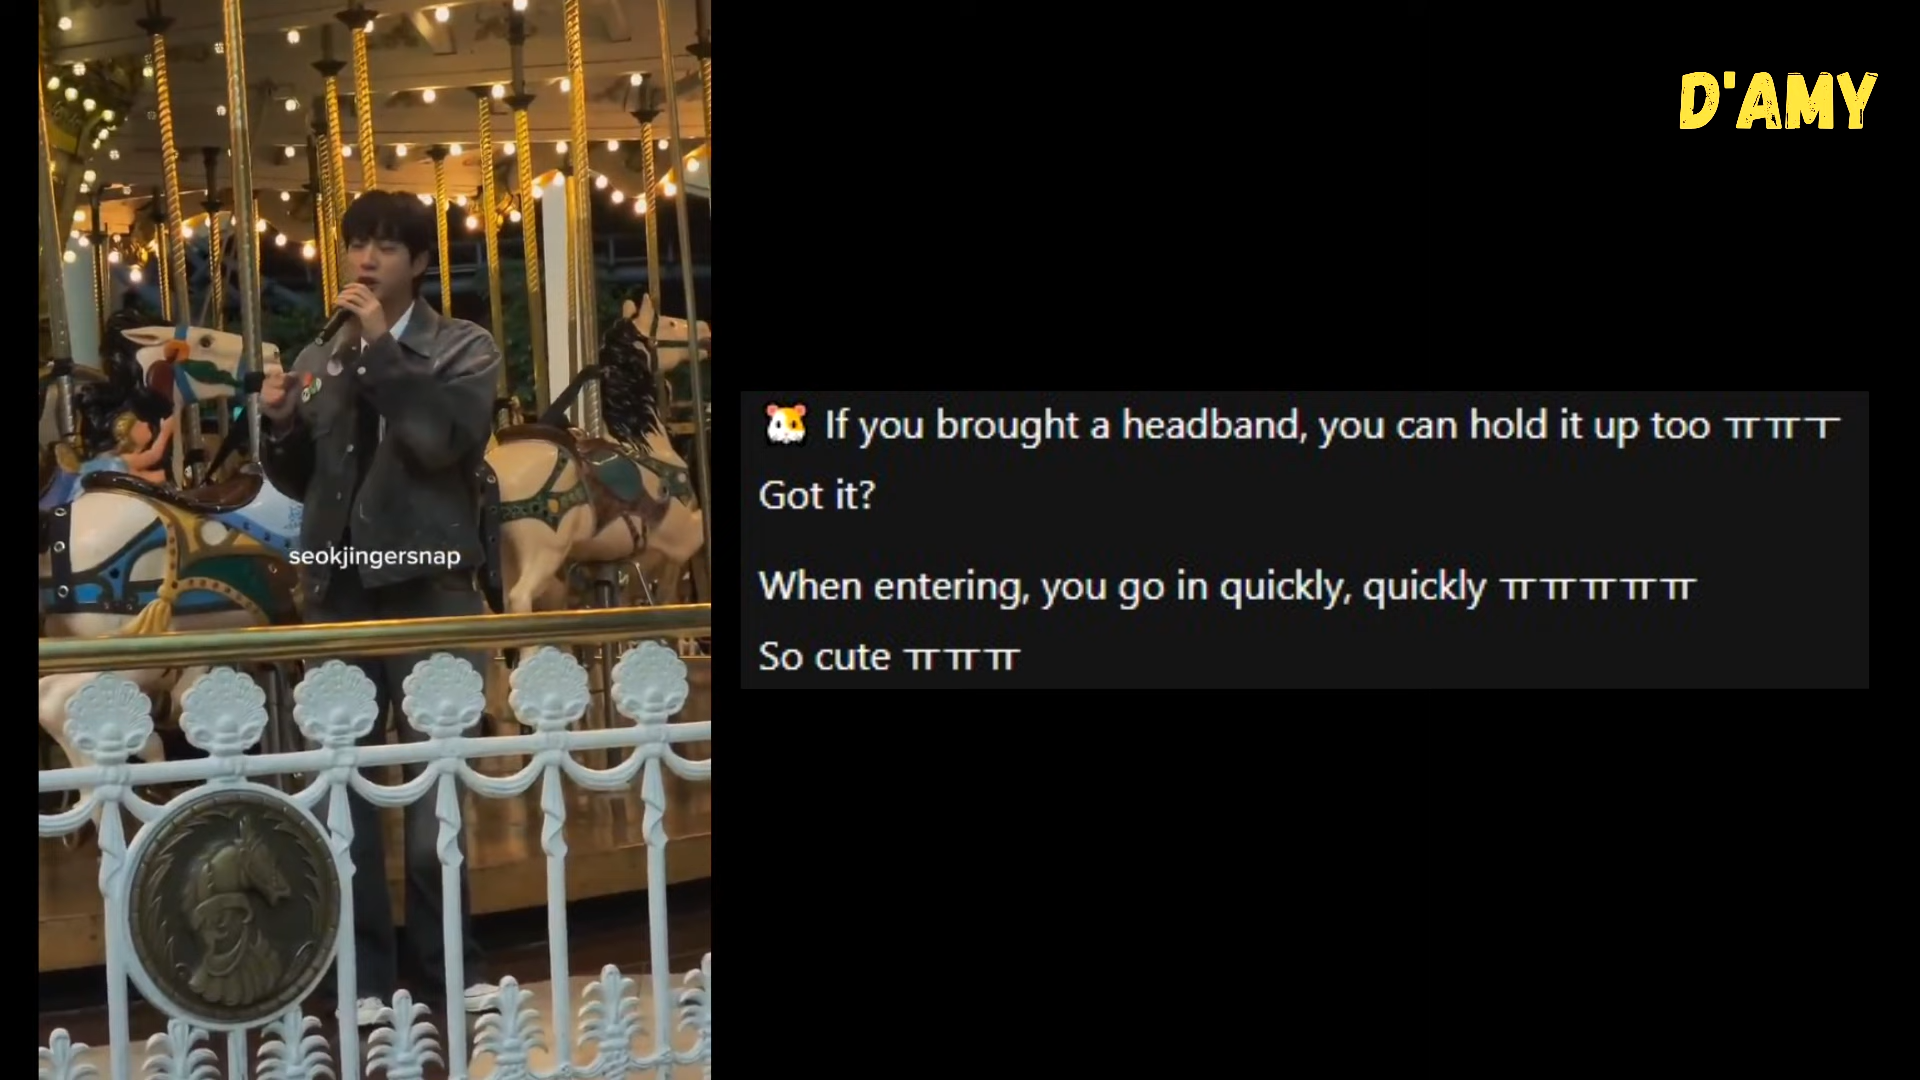 D'AMY
🐹 If you brought a headband, you can hold it up too ㅠㅠㅜ
Got it?
When entering, you go in quickly, quickly ㅠㅠㅠㅠㅠ
So cute ㅠㅠㅠ
seokjingersnap